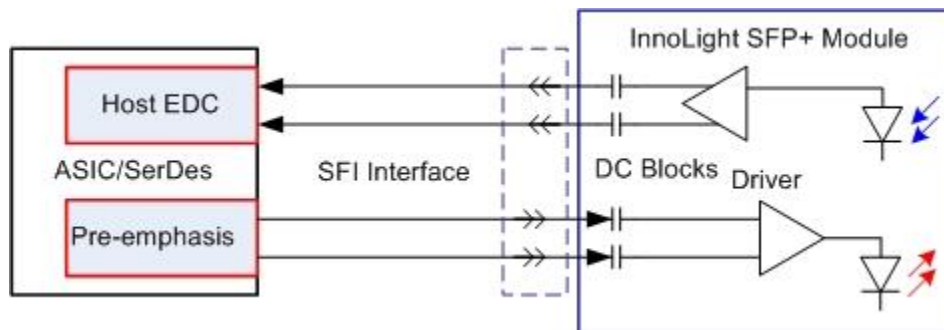 InnoLight SFP+ Module
Host EDC
ASIC/SerDes
SFI Interface
DC Blocks
Driver
Pre-emphasis